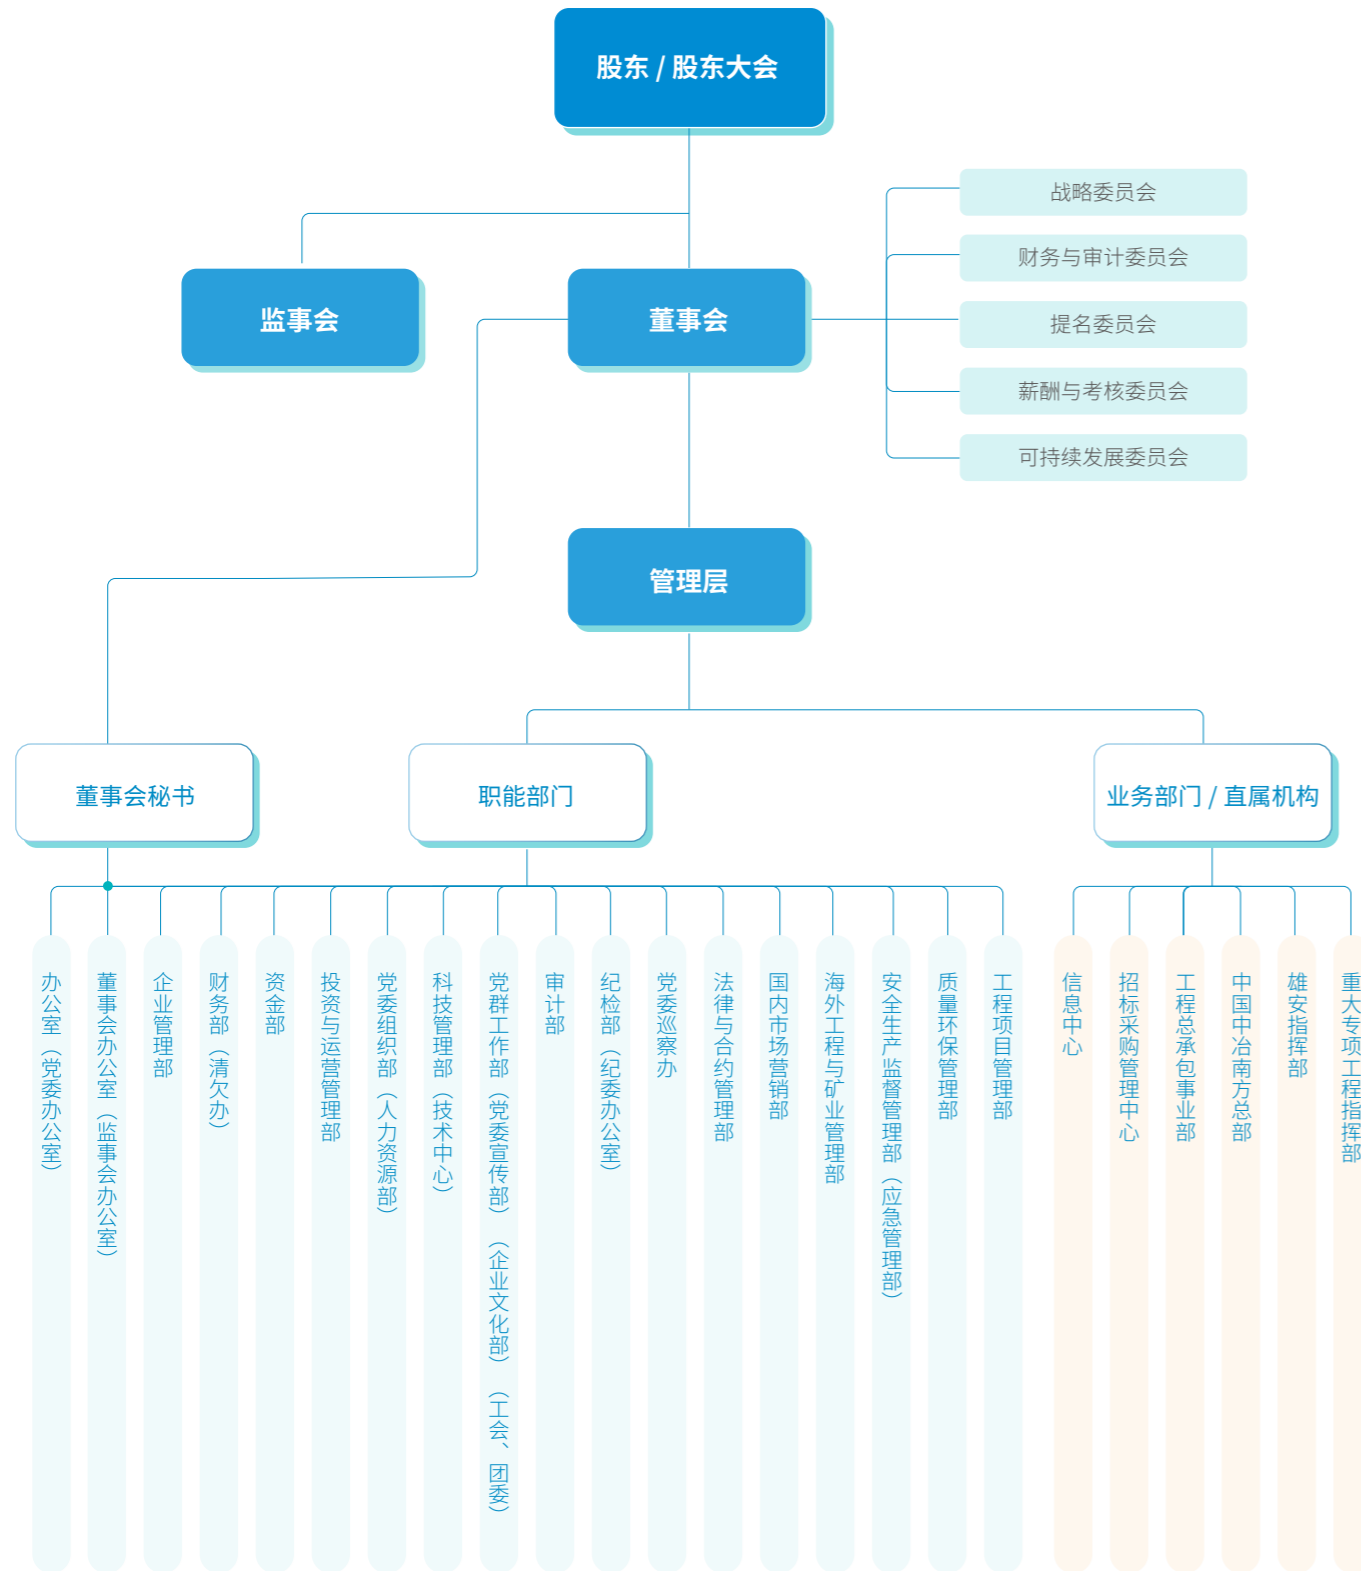 股东 / 股东大会
战略委员会
财务与审计委员会
监事会
董事会
提名委员会
薪酬与考核委员会
可持续发展委员会
管理层
董事会秘书
职能部门
业务部门 / 直属机构
办公室（党委办公室）
董事会办公室（监事会办公室）
企业管理部
财务部（清欠办）
资金部
投资与运营管理部
党委组织部（人力资源部）
科技管理部（技术中心）
党群工作部（党委宣传部）（企业文化部）（工会、团委）
审计部
纪检部（纪委办公室）
党委巡察办
法律与合约管理部
国内市场营销部
海外工程与矿业管理部
安全生产监督管理部（应急管理部）
质量环保管理部
工程项目管理部
信息中心
招标采购管理中心
工程总承包事业部
中国中冶南方总部
雄安指挥部
重大专项工程指挥部